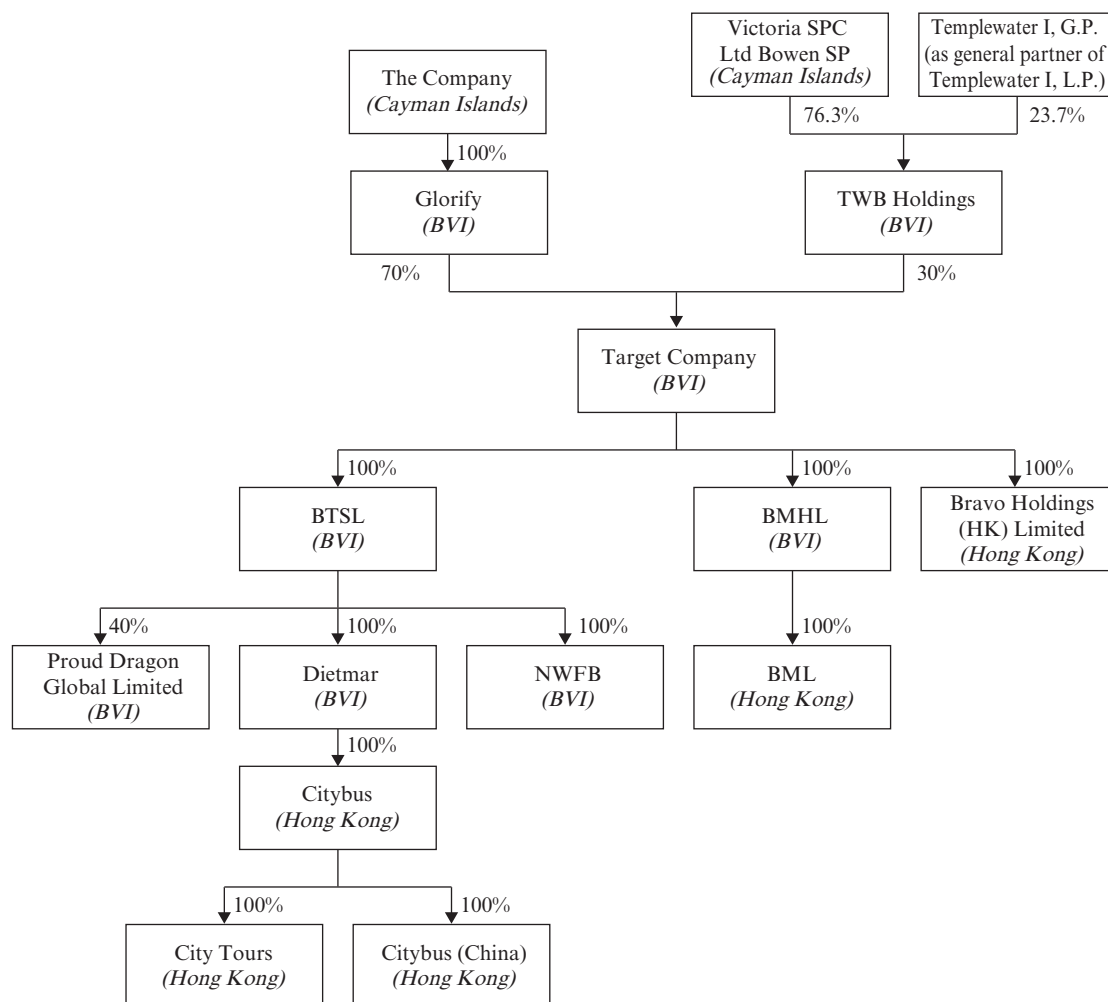 Victoria SPC
Ltd Bowen SP
(Cayman Islands)
Templewater I, G.P.
(as general partner of
Templewater I, L.P.)
The Company
(Cayman Islands)
76.3%
23.7%
100%
Glorify
(BVI)
TWB Holdings
(BVI)
70%
30%
Target Company
(BVI)
100%
100%
100%
BTSL
(BVI)
BMHL
(BVI)
Bravo Holdings
(HK) Limited
(Hong Kong)
40%
100%
100%
100%
Proud Dragon
Global Limited
(BVI)
Dietmar
(BVI)
NWFB
(BVI)
BML
(Hong Kong)
100%
Citybus
(Hong Kong)
100%
100%
City Tours
(Hong Kong)
Citybus (China)
(Hong Kong)